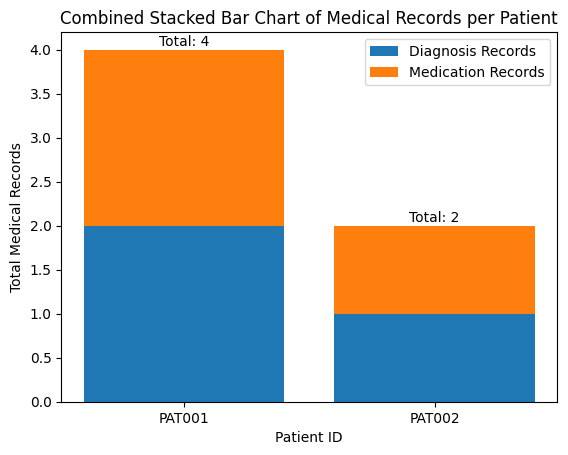 Combined Stacked Bar Chart of Medical Records per Patient
Total: 4
Diagnosis Records
Medication Records
Total: 2
4.0
3.5
3.0
2.5
2.0
1.5
1.0
0.5
0.0
Total Medical Records
PAT001
PAT002
Patient ID